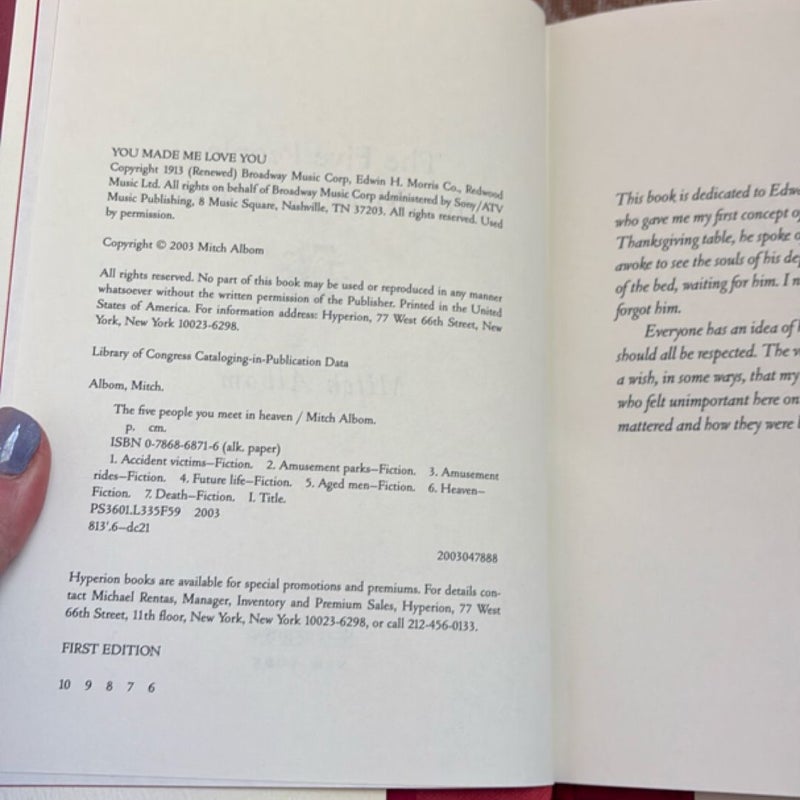 YOU MADE ME LOVE YOU
Copyright 1913 (Renewed) Broadway Music Corp, Edwin H. Morris Co., Redwood
Music Ltd. All rights on behalf of Broadway Music Corp administered by Sony/ATV
Music Publishing, 8 Music Square, Nashville, TN 37203. All rights reserved. Used
by permission.
Copyright © 2003 Mitch Albom
All rights reserved. No part of this book may be used or reproduced in any manner
whatsoever without the written permission of the Publisher. Printed in the United
States of America. For information address: Hyperion, 77 West 66th Street, New
York, New York 10023-6298.
Library of Congress Cataloging-in-Publication Data
Albom, Mitch.
The five people you meet in heaven / Mitch Albom.
p. cm.
ISBN 0-7868-6871-6 (alk. paper)
1. Accident victims—Fiction. 2. Amusement parks—Fiction. 3. Amusement
rides—Fiction. 4. Future life—Fiction. 5. Aged men—Fiction. 6. Heaven—
Fiction. 7. Death—Fiction. I. Title.
PS3601.L335F59 2003
813'.6—dc21
2003047888
Hyperion books are available for special promotions and premiums. For details con-
tact Michael Rentas, Manager, Inventory and Premium Sales, Hyperion, 77 West
66th Street, 11th floor, New York, New York 10023-6298, or call 212-456-0133.
FIRST EDITION
10 9 8 7 6
This book is dedicated to Edw
who gave me my first concept o
Thanksgiving table, he spoke o
awoke to see the souls of his de
of the bed, waiting for him. I n
forgot him.
Everyone has an idea of
should all be respected. The v
a wish, in some ways, that my
who felt unimportant here on
mattered and how they were